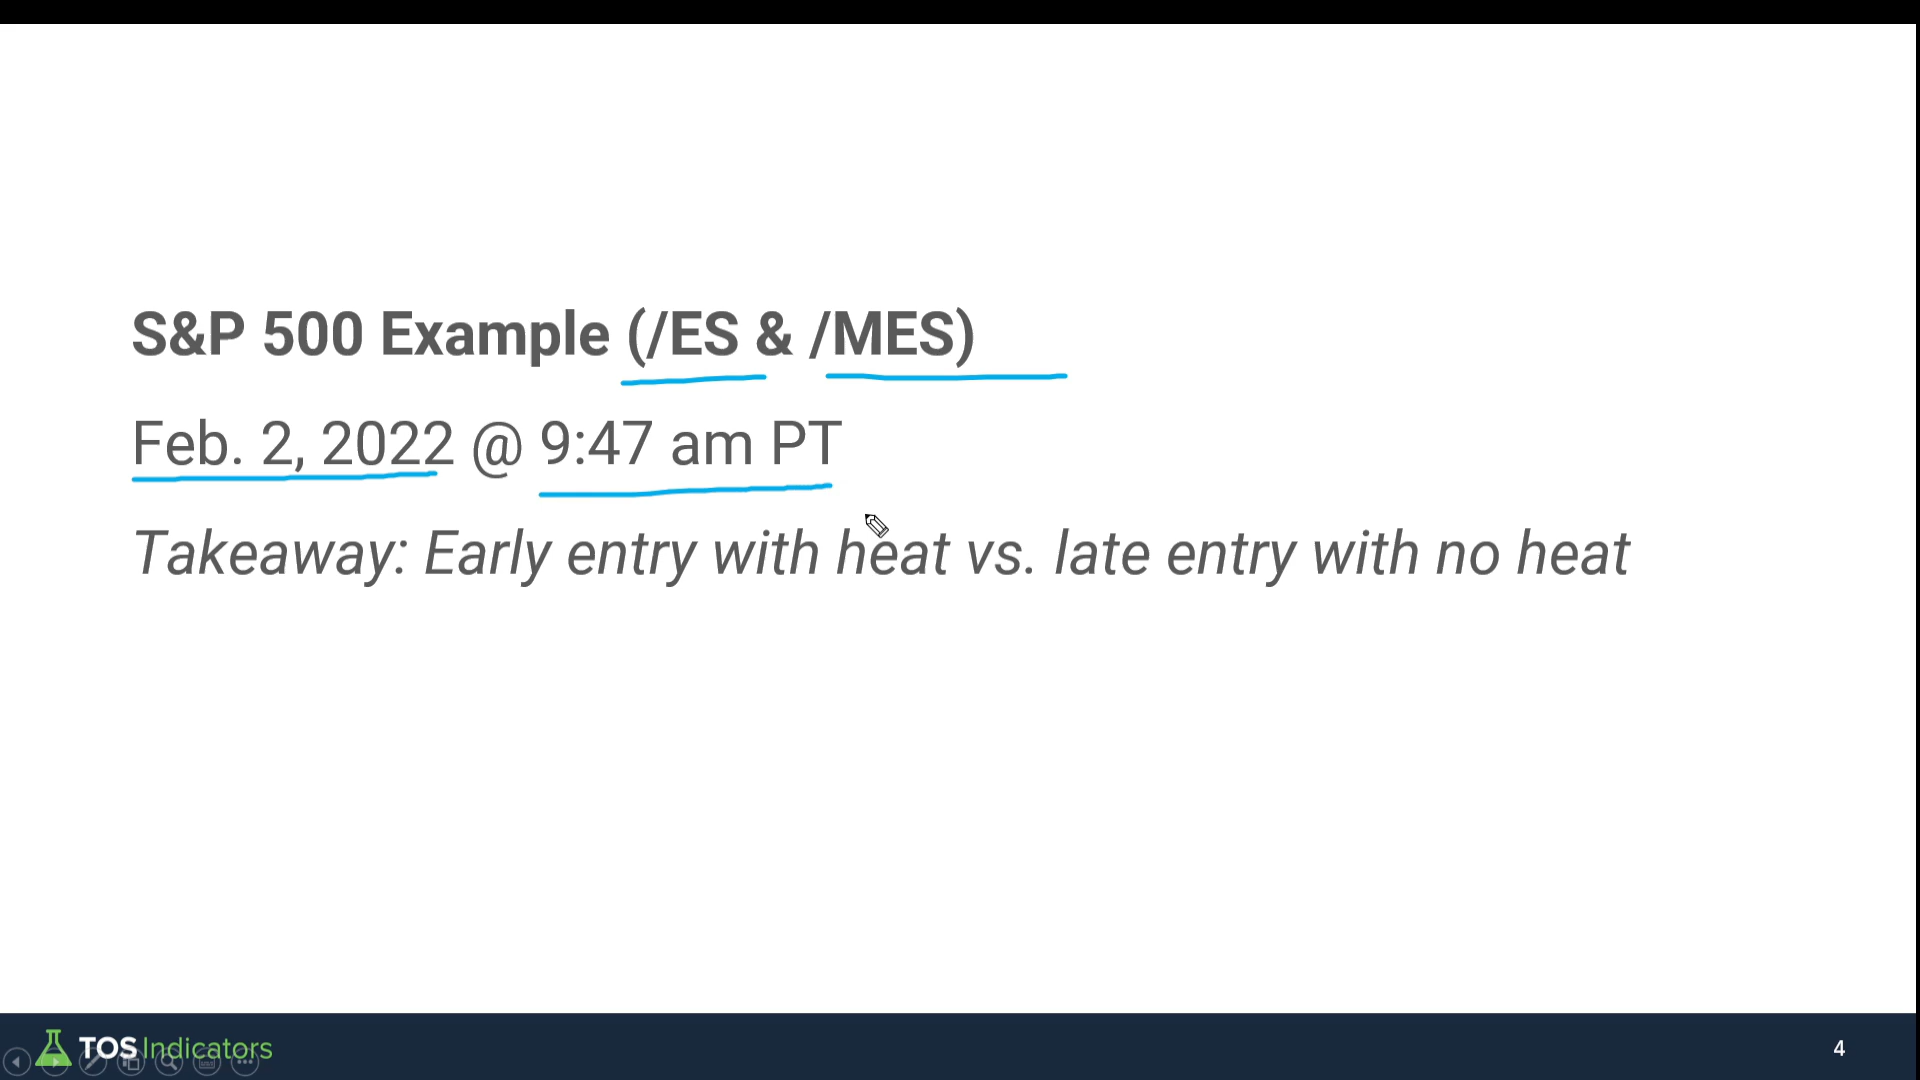 S&P 500 Example (/ES & /MES)
Feb. 2, 2022 @ 9:47 am PT
Takeaway: Early entry with heat vs. late entry with no heat
TOS Indicators
4